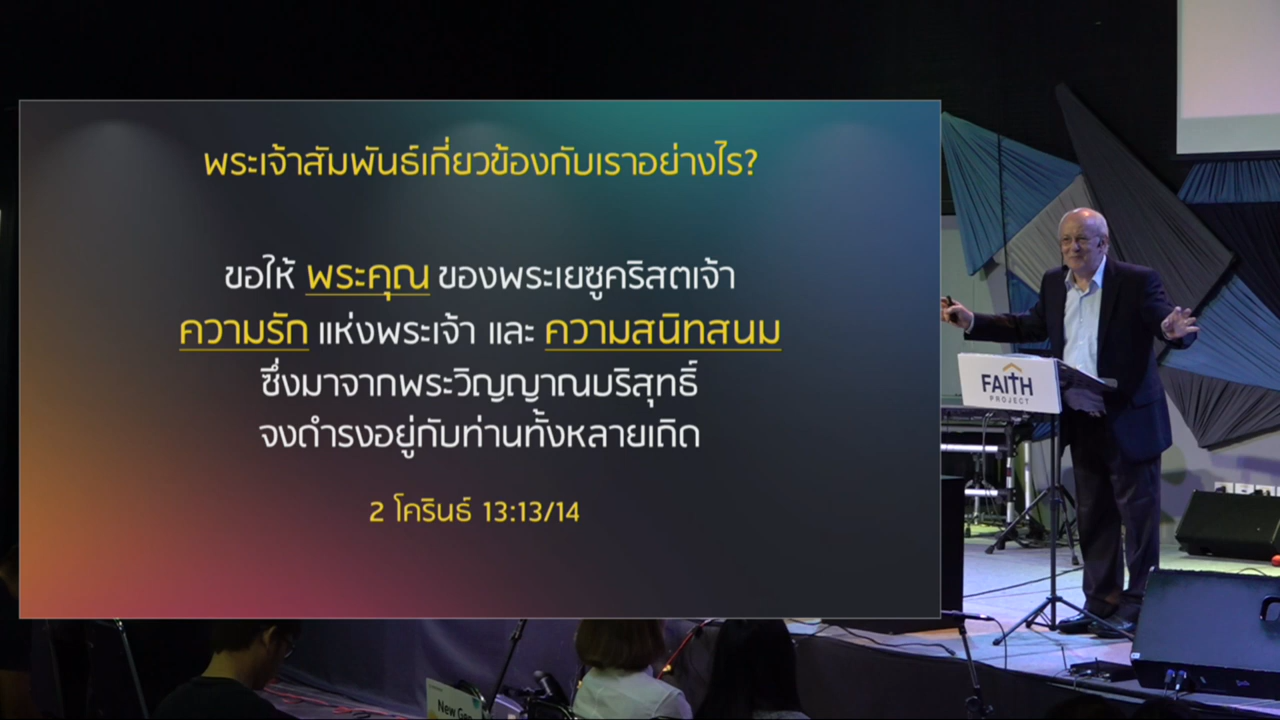 พระเจ้าสัมพันธ์เกี่ยวข้องกับเราอย่างไร?
ขอให้ พระคุณ ของพระเยซูคริสตเจ้า
ความรัก แห่งพระเจ้า และ ความสนิทสนม
ซึ่งมาจากพระวิญญาณบริสุทธิ์
จงดำรงอยู่กับท่านทั้งหลายเถิด
2 โครินธ์ 13:13/14
FAITH
PROJECT
New Gen